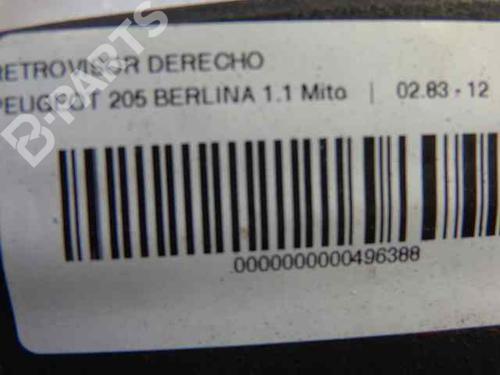 RETROVISOR DERECHO
PEUGEOT 205 BERLINA 1.1 Mito | 02.83 - 12
0000000000496388
B-PARTS